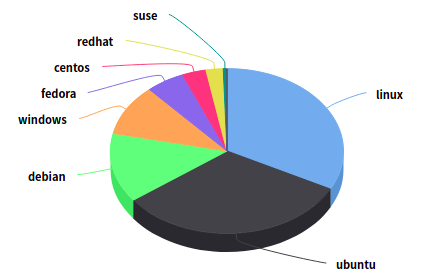 suse
redhat
centos
fedora
windows
debian
linux
ubuntu